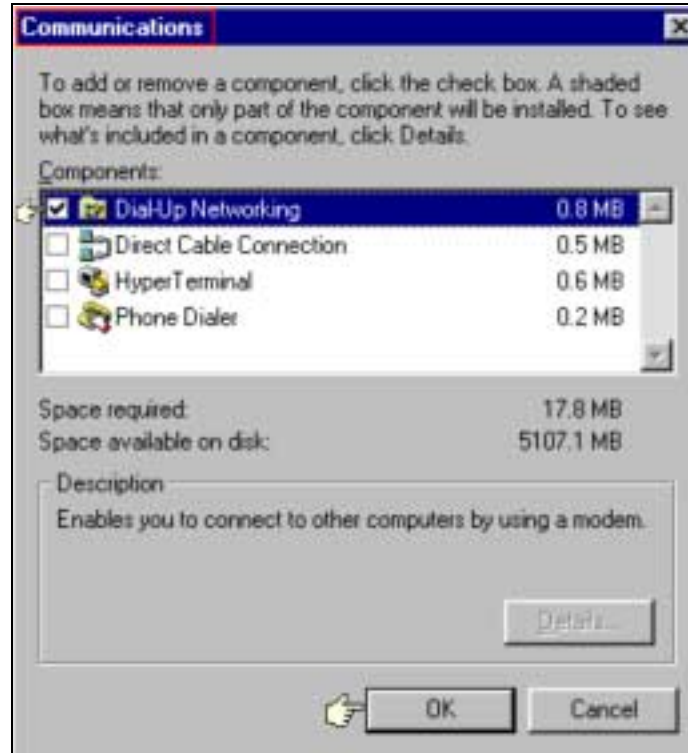 Communications
To add or remove a component, click the check box. A shaded
box means that only part of the component will be installed. To see
what's included in a component, click Details.
Components:
Dial-Up Networking 0.8 MB
Direct Cable Connection 0.5 MB
HyperTerminal 0.6 MB
Phone Dialer 0.2 MB
Space required: 17.8 MB
Space available on disk: 5107.1 MB
Description
Enables you to connect to other computers by using a modem.
Details...
OK Cancel